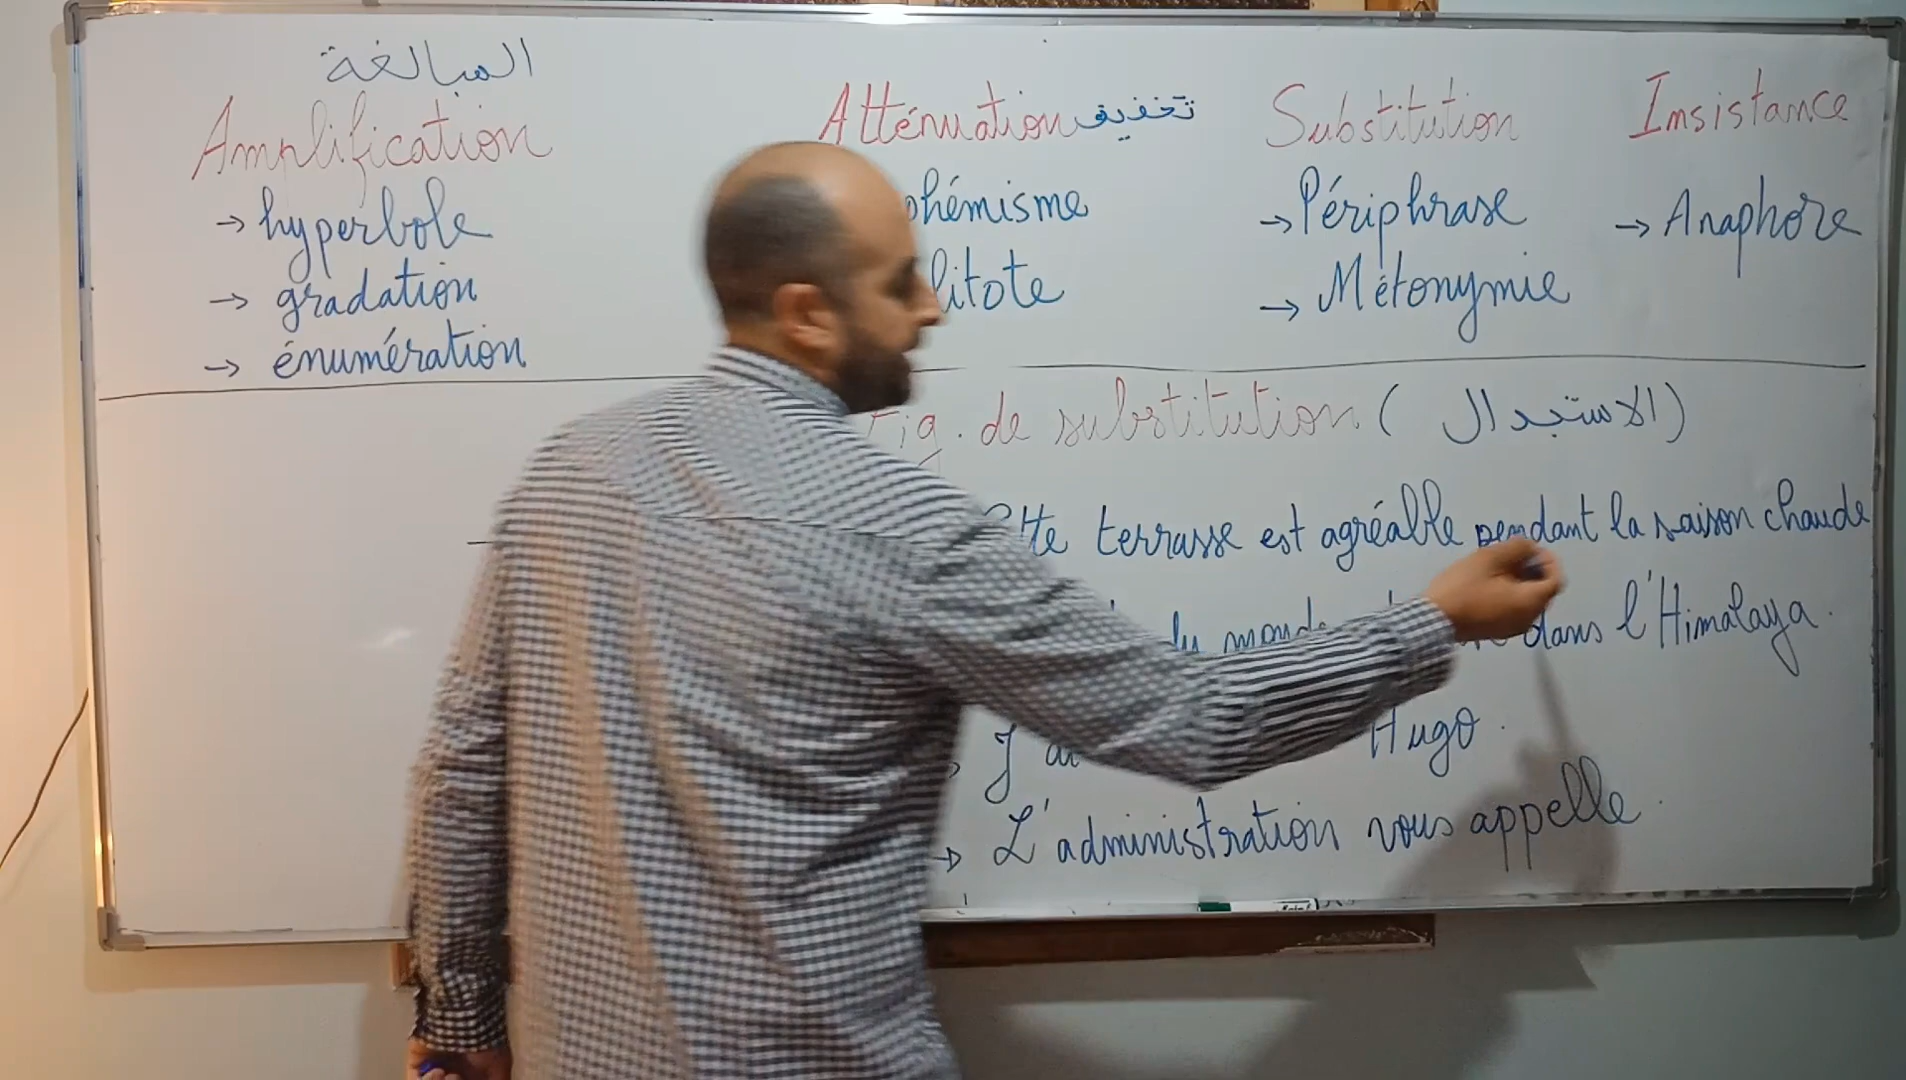 المبالغة
Amplification
→ hyperbole
→ gradation
→ énumération
Atténuation تخفيف
phémisme
litote
Substitution
→ Périphrase
→ Métonymie
Insistance
→ Anaphore
Fig. de substitution ( الاستبدال )
tte terrasse est agréable pendant la saison chaude
du monde dans l'Himalaya.
J'ai Hugo.
→ L'administration vous appelle.